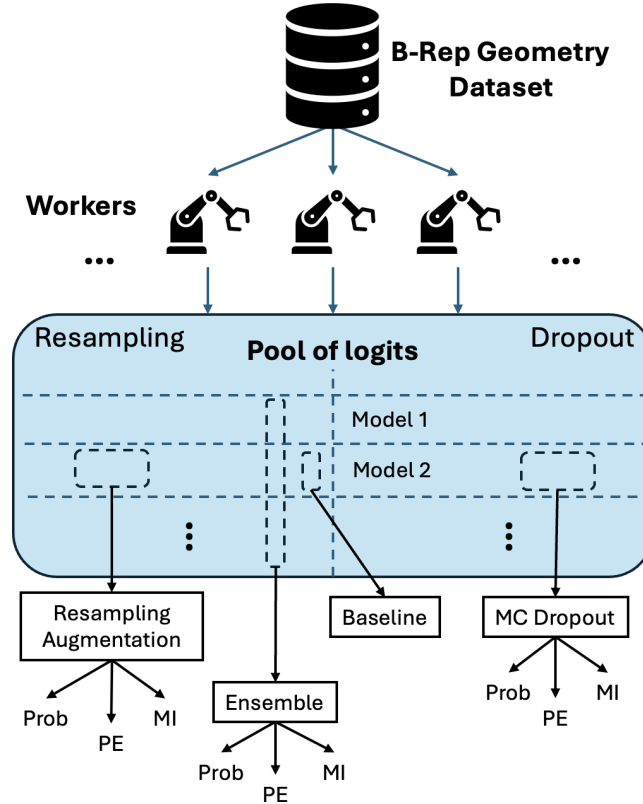 B-Rep Geometry
Dataset
Workers
... ...
Resampling
Dropout
Pool of logits
Model 1
Model 2
Resampling
Augmentation
Baseline
MC Dropout
Prob
PE
MI
Ensemble
Prob
PE
MI
Prob
PE
MI